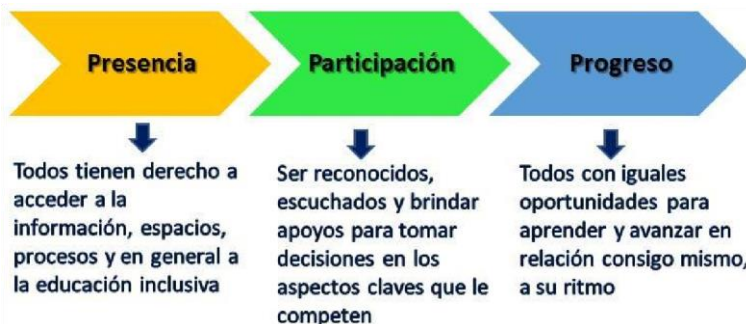 Presencia
Participación
Progreso
Todos tienen derecho a
acceder a la
información, espacios,
procesos y en general a
la educación inclusiva
Ser reconocidos,
escuchados y brindar
apoyos para tomar
decisiones en los
aspectos claves que le
competen
Todos con iguales
oportunidades para
aprender y avanzar en
relación consigo mismo,
a su ritmo